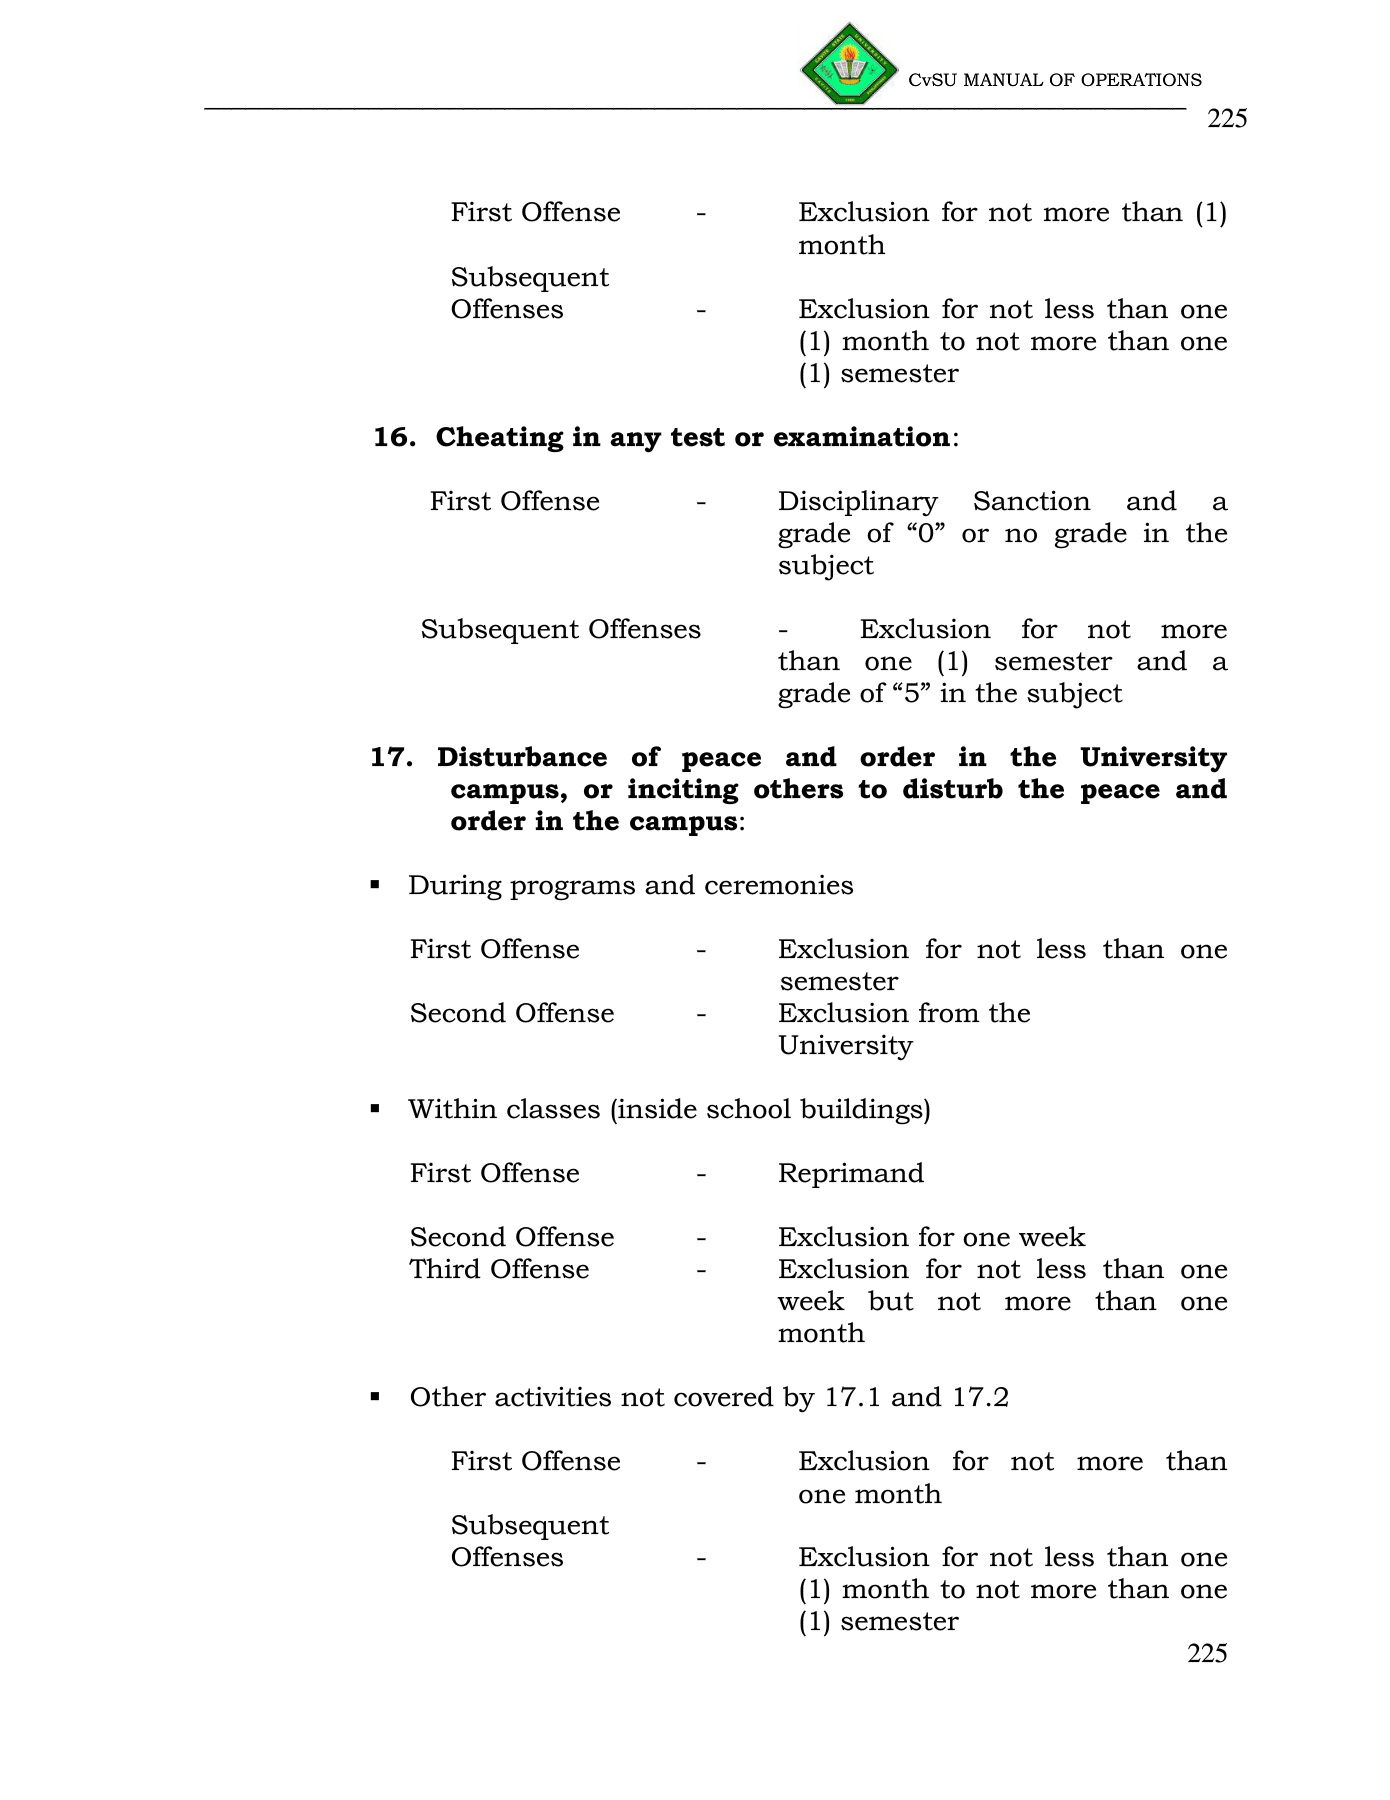 CvSU MANUAL OF OPERATIONS
225
First Offense - Exclusion for not more than (1)
month
Subsequent
Offenses - Exclusion for not less than one
(1) month to not more than one
(1) semester
16. Cheating in any test or examination:
First Offense - Disciplinary Sanction and a
grade of “0” or no grade in the
subject
Subsequent Offenses - Exclusion for not more
than one (1) semester and a
grade of “5” in the subject
17. Disturbance of peace and order in the University
campus, or inciting others to disturb the peace and
order in the campus:
▪ During programs and ceremonies
First Offense - Exclusion for not less than one
semester
Second Offense - Exclusion from the
University
▪ Within classes (inside school buildings)
First Offense - Reprimand
Second Offense - Exclusion for one week
Third Offense - Exclusion for not less than one
week but not more than one
month
▪ Other activities not covered by 17.1 and 17.2
First Offense - Exclusion for not more than
one month
Subsequent
Offenses - Exclusion for not less than one
(1) month to not more than one
(1) semester
225